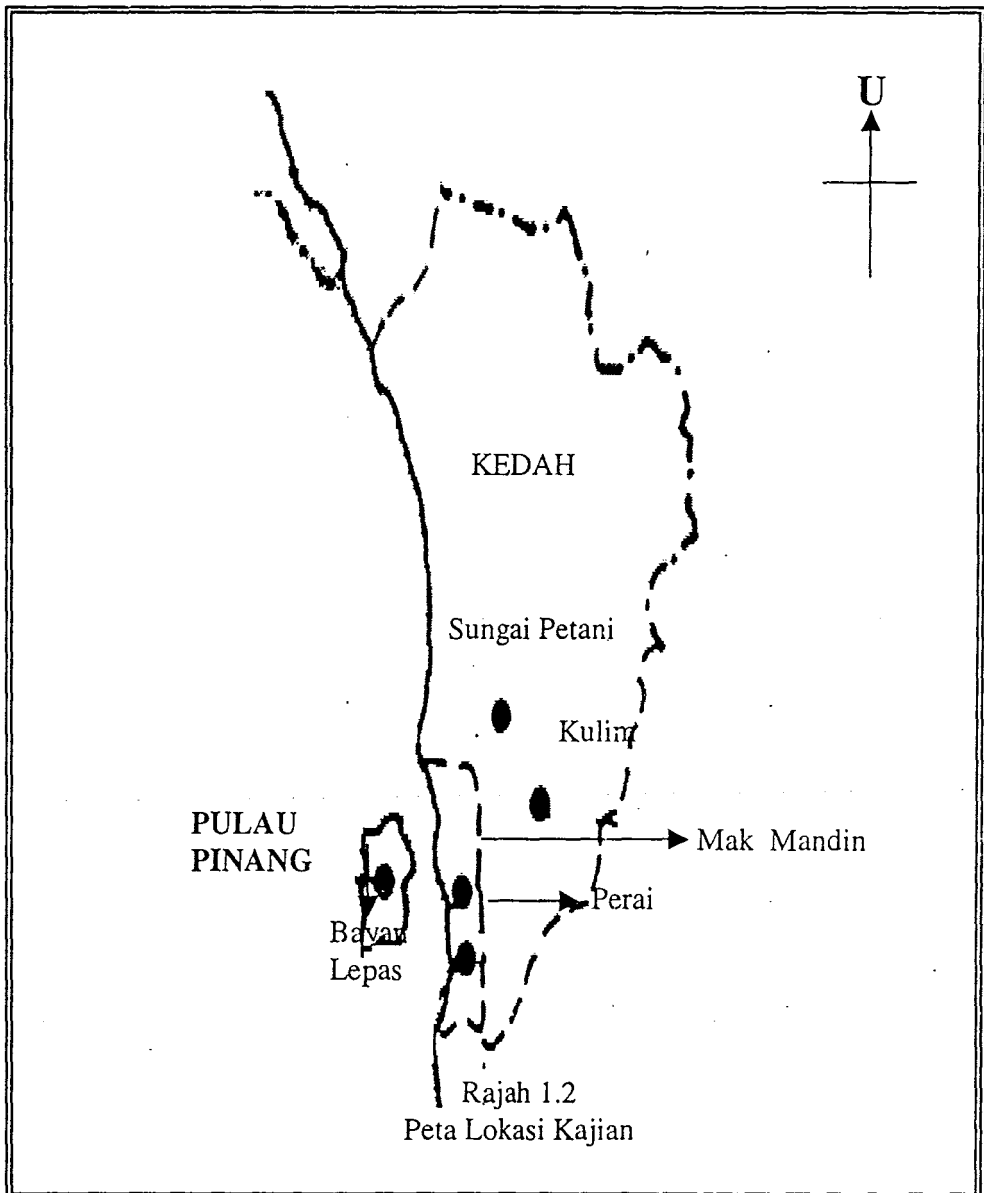 U
KEDAH
Sungai Petani
Kulim
PULAU
PINANG
Mak Mandin
Perai
Bayan
Lepas
Rajah 1.2
Peta Lokasi Kajian